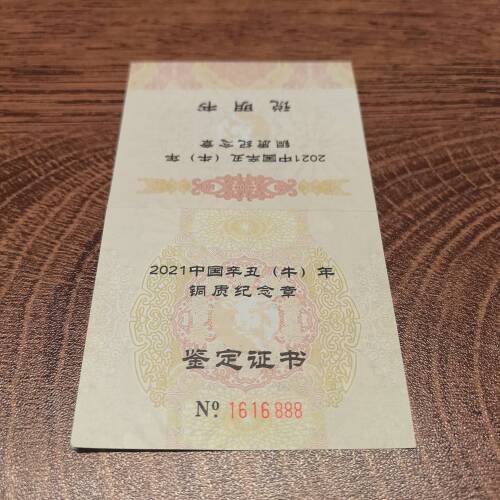 说明书
2021中国辛丑（牛）年
铜质纪念章
2021中国辛丑（牛）年
铜质纪念章
鉴定证书
Nº 1616888